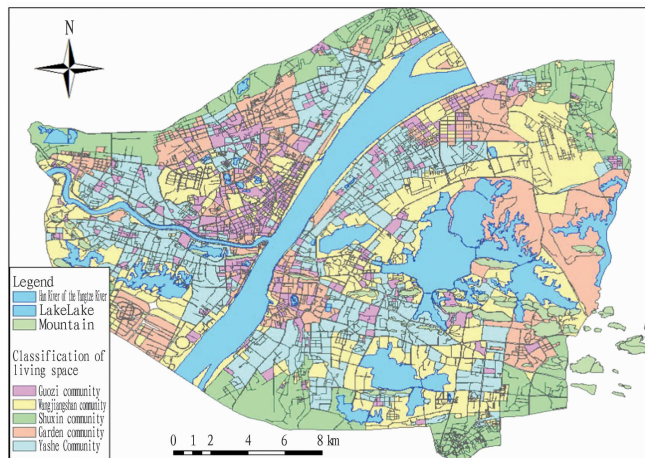 N
Legend
Han River of the Yangtze River
LakeLake
Mountain
Classification of
living space
Guozi community
Wangjiangshan community
Shuxin community
Garden community
Yashe Community
0 1 2 4 6 8 km